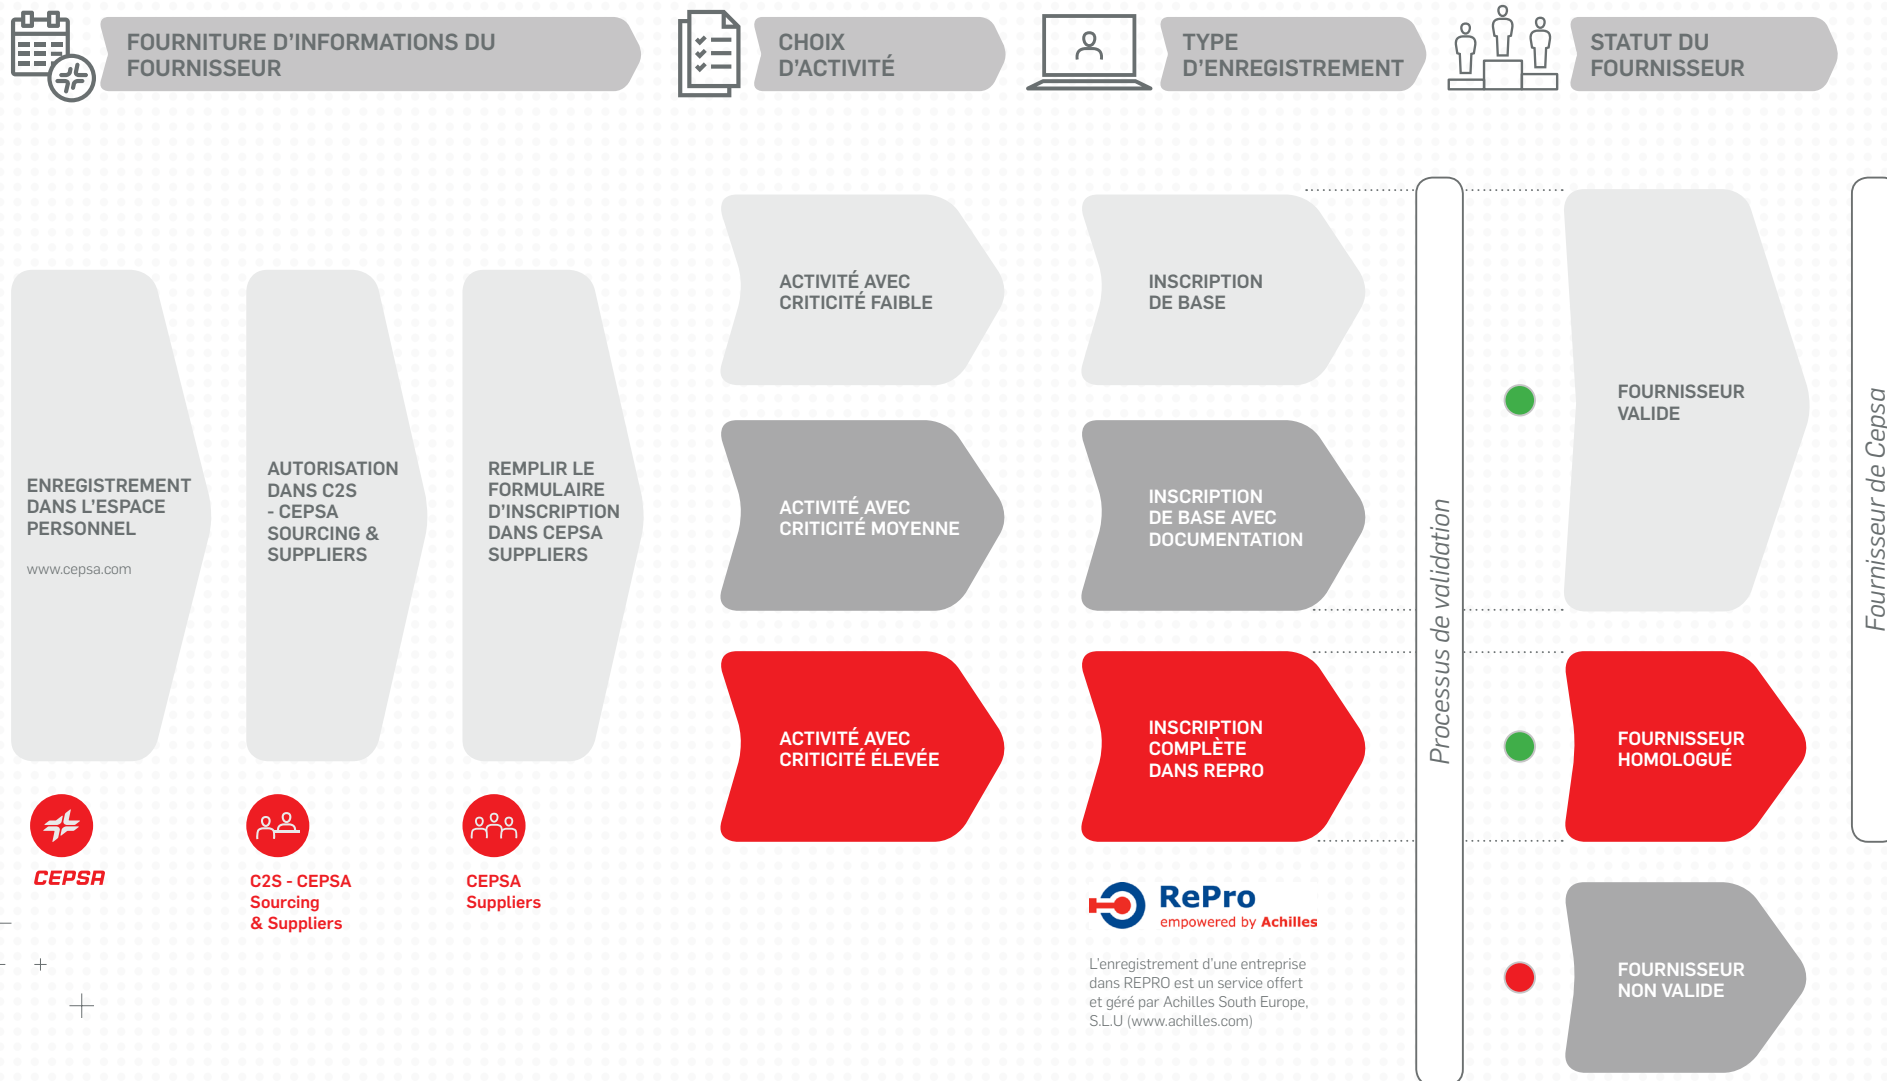 FOURNITURE D'INFORMATIONS DU
FOURNISSEUR
CHOIX
D'ACTIVITÉ
TYPE
D'ENREGISTREMENT
STATUT DU
FOURNISSEUR
ENREGISTREMENT
DANS L'ESPACE
PERSONNEL
www.cepsa.com
CEPSA
AUTORISATION
DANS C2S
- CEPSA
SOURCING &
SUPPLIERS
C2S - CEPSA
Sourcing
& Suppliers
REMPLIR LE
FORMULAIRE
D'INSCRIPTION
DANS CEPSA
SUPPLIERS
CEPSA
Suppliers
ACTIVITÉ AVEC
CRITICITÉ FAIBLE
ACTIVITÉ AVEC
CRITICITÉ MOYENNE
ACTIVITÉ AVEC
CRITICITÉ ÉLEVÉE
INSCRIPTION
DE BASE
INSCRIPTION
DE BASE AVEC
DOCUMENTATION
INSCRIPTION
COMPLÈTE
DANS REPRO
RePro
empowered by Achilles
L'enregistrement d'une entreprise
dans REPRO est un service offert
et géré par Achilles South Europe,
S.L.U (www.achilles.com)
Processus de validation
FOURNISSEUR
VALIDE
FOURNISSEUR
HOMOLOGUÉ
FOURNISSEUR
NON VALIDE
Fournisseur de Cepsa